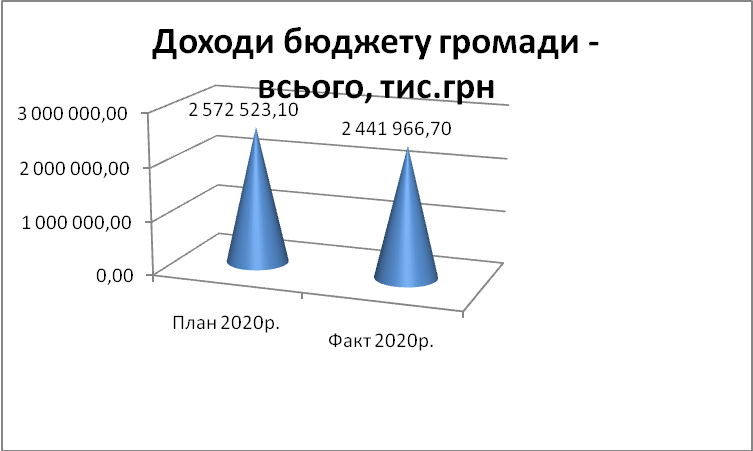 Доходи бюджету громади -
всього, тис.грн
3 000 000,00
2 000 000,00
1 000 000,00
0,00
2 572 523,10
2 441 966,70
План 2020р.
Факт 2020р.